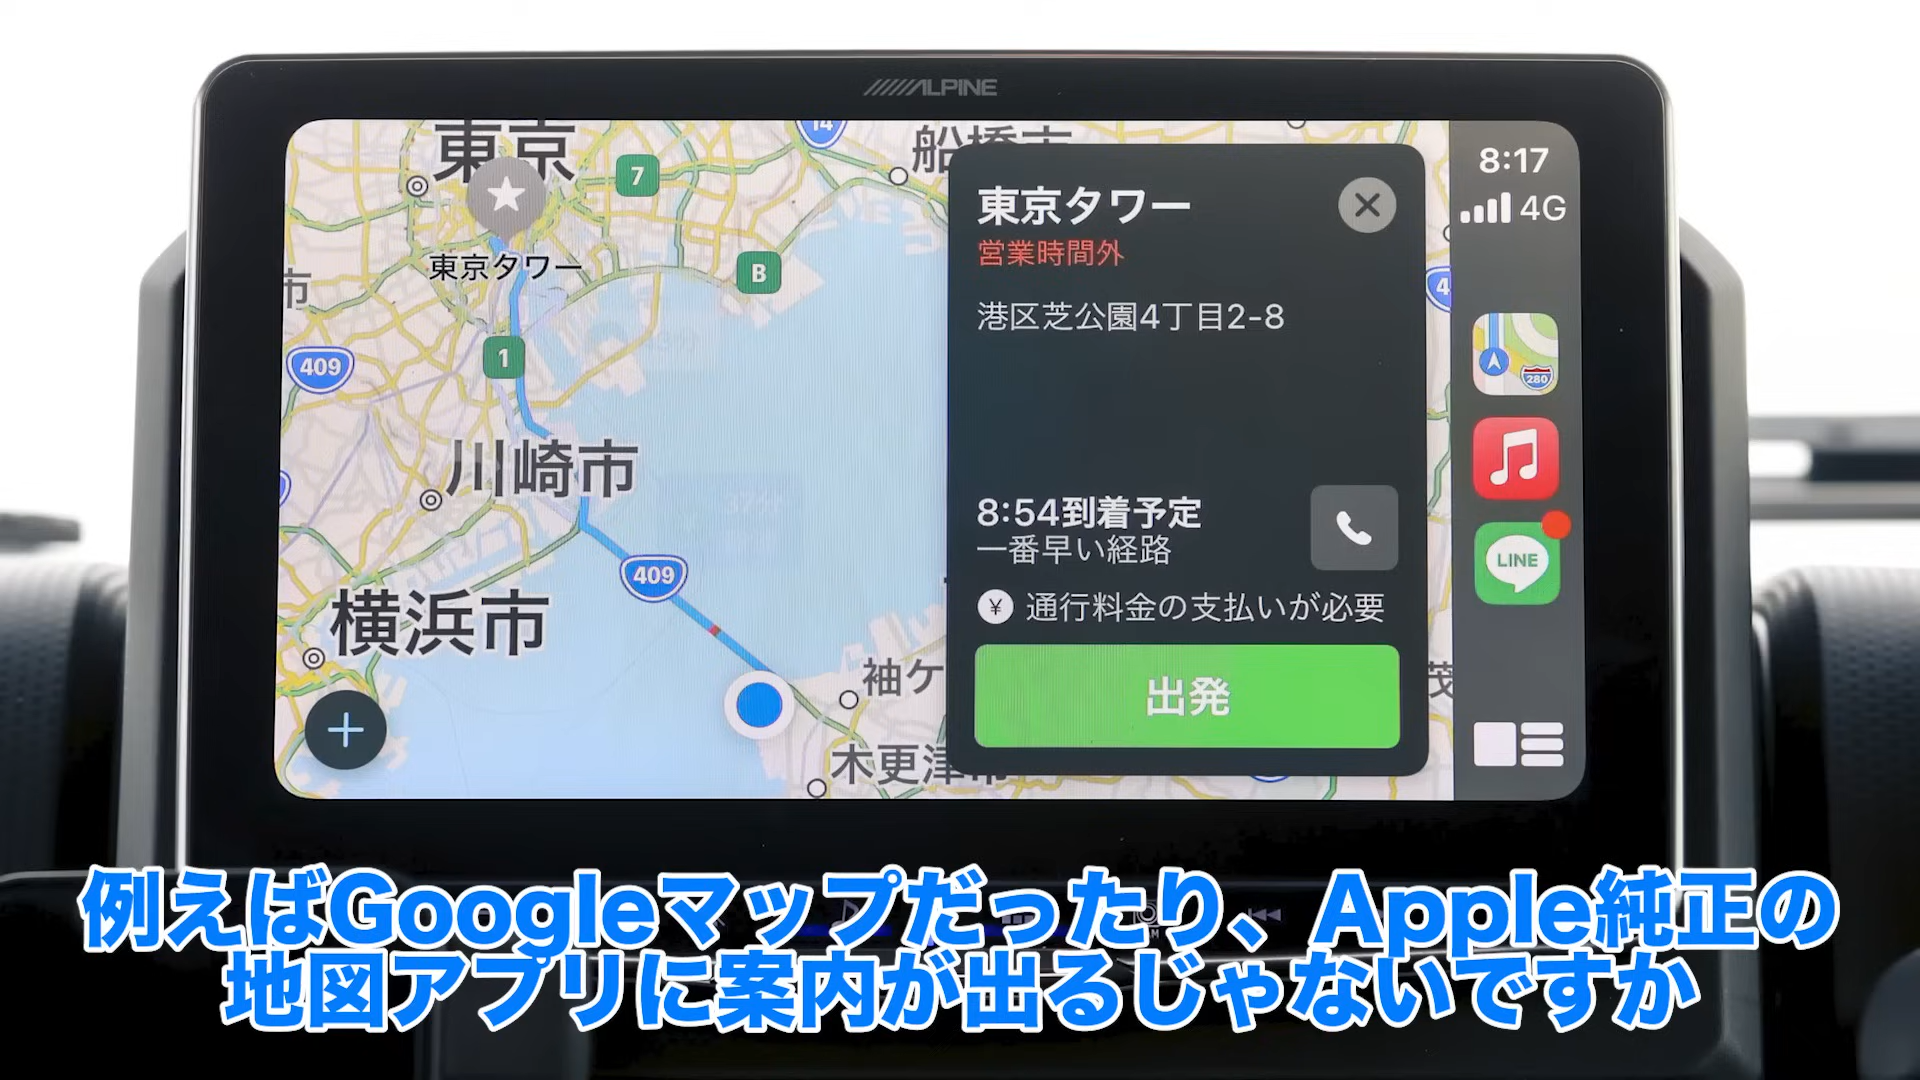 ALPINE
東京
14
船橋市
7
8:17
4G
東京タワー
営業時間外
東京タワー
市
B
港区芝公園4丁目2-8
4
1
409
280
川崎市
8:54到着予定
一番早い経路
LINE
409
¥ 通行料金の支払いが必要
横浜市
袖ケ
茂
出発
木更津市
例えばGoogleマップだったり、Apple純正の
地図アプリに案内が出るじゃないですか